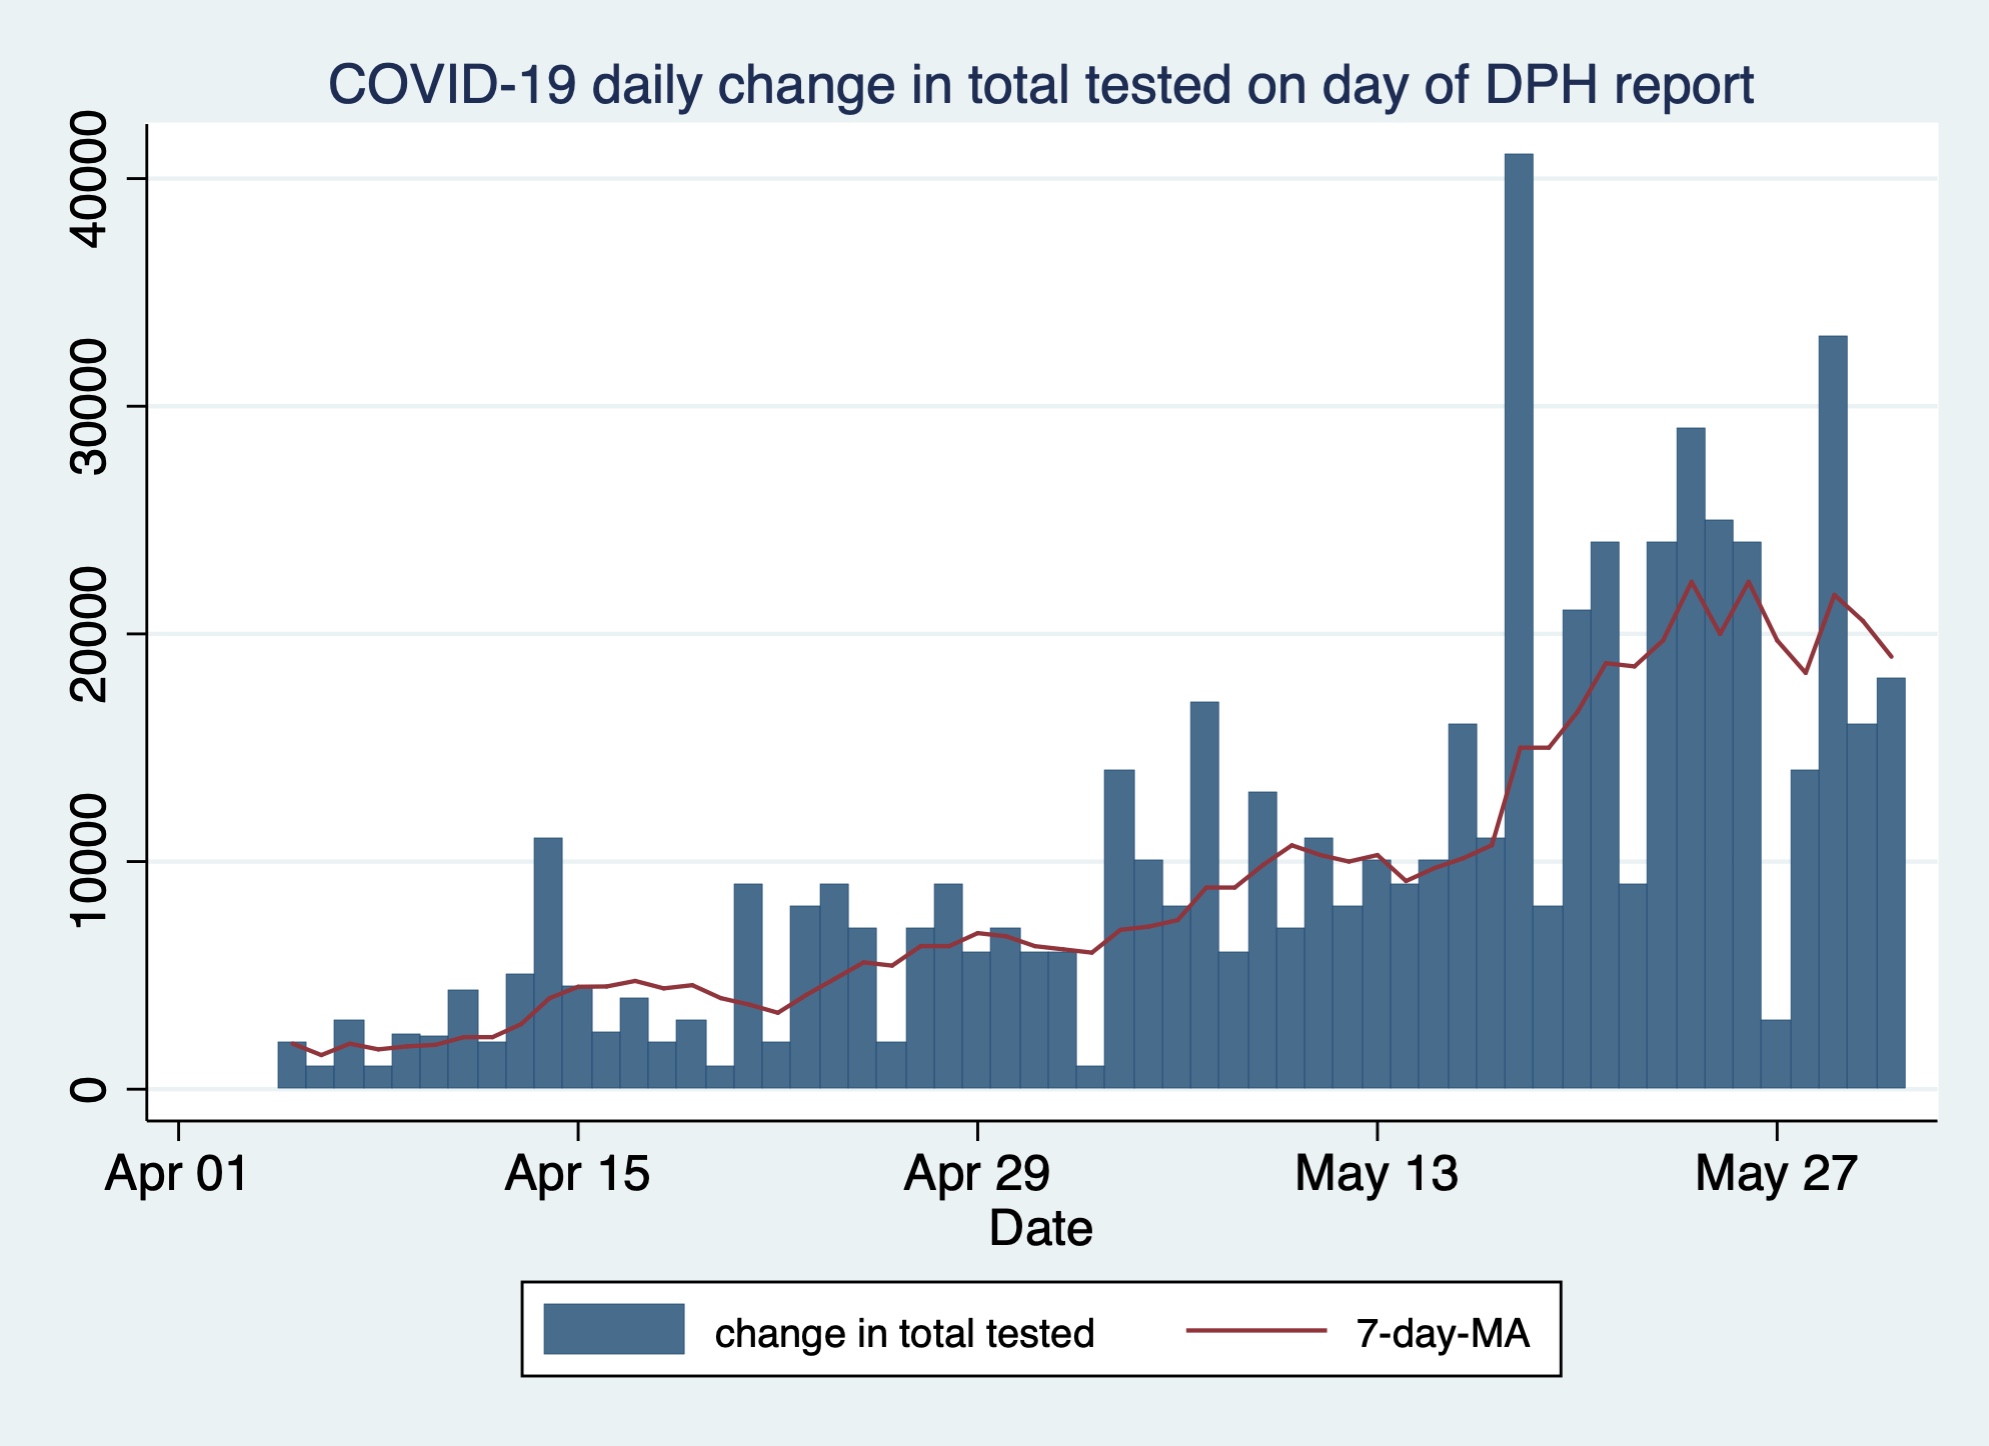 COVID-19 daily change in total tested on day of DPH report
40000
30000
20000
10000
0
Apr 01 Apr 15 Apr 29 May 13 May 27
Date
change in total tested 7-day-MA